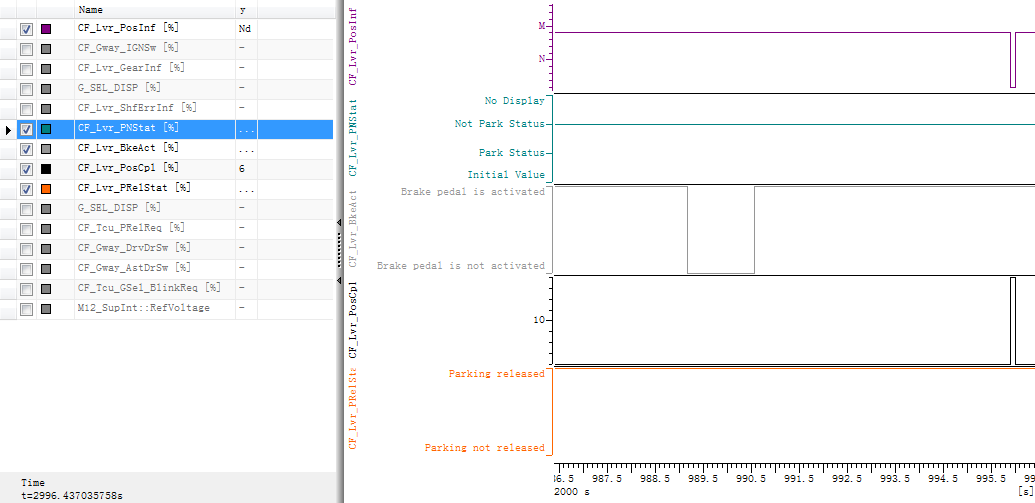 Name y
CF_Lvr_PosInf [%] Nd
CF_Gway_IGNSw [%] -
CF_Lvr_GearInf [%] -
G_SEL_DISP [%] -
CF_Lvr_ShfErrInf [%] -
CF_Lvr_PNStat [%] ...
CF_Lvr_BkeAct [%] ...
CF_Lvr_PosCpl [%] 6
CF_Lvr_PRelStat [%] ...
G_SEL_DISP [%] -
CF_Tcu_PRelReq [%] -
CF_Gway_DrvDrSw [%] -
CF_Gway_AstDrSw [%] -
CF_Tcu_GSel_BlinkReq [%] -
M12_SupInt::RefVoltage -
Time
t=2996.437035758s
CF_Lvr_PosInf
M
N
CF_Lvr_PNStat
No Display
Not Park Status
Park Status
Initial Value
CF_Lvr_BkeAct
Brake pedal is activated
Brake pedal is not activated
CF_Lvr_PosCpl
10
CF_Lvr_PRelSta
Parking released
Parking not released
86.5 987.5 988.5 989.5 990.5 991.5 992.5 993.5 994.5 995.5 99
2000 s [s]